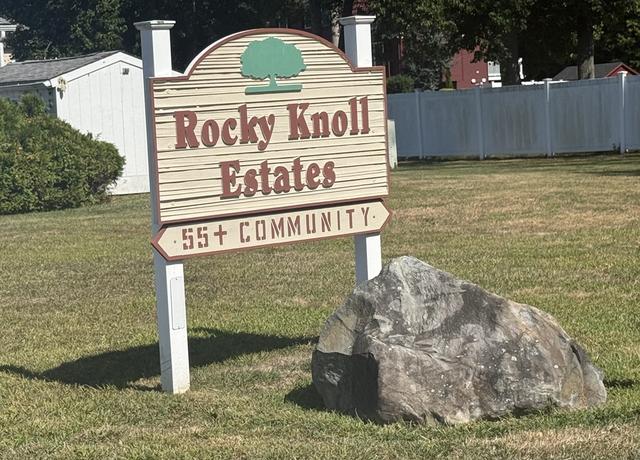 Rocky Knoll
Estates
55+ COMMUNITY